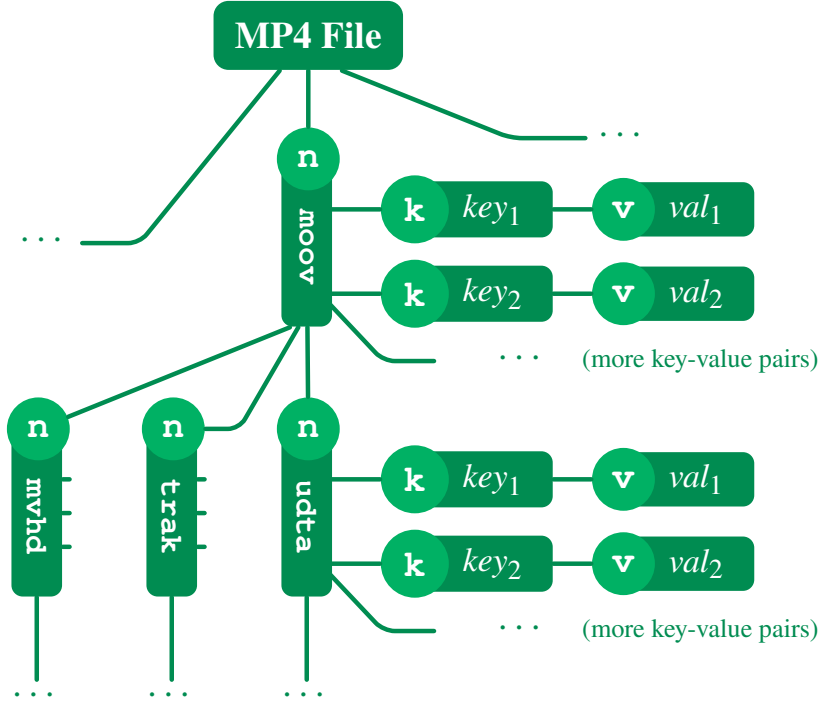 MP4 File
· · ·
n
k key₁ v val₁
· · ·
moov
k key₂ v val₂
· · · (more key-value pairs)
n n n
k key₁ v val₁
mvhd trak udta
k key₂ v val₂
· · · (more key-value pairs)
· · · · · · · · ·